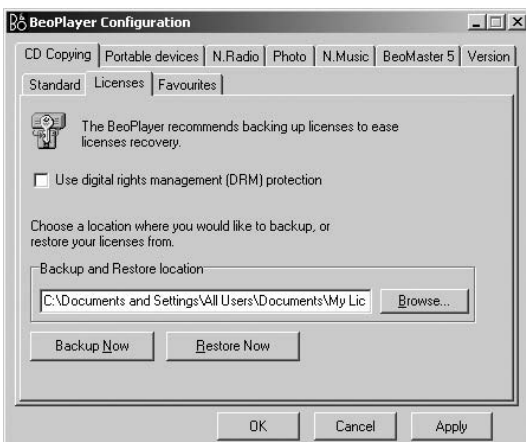 BeoPlayer Configuration
CD Copying Portable devices N.Radio Photo N.Music BeoMaster 5 Version
Standard Licenses Favourites
The BeoPlayer recommends backing up licenses to ease
licenses recovery.
Use digital rights management (DRM) protection
Choose a location where you would like to backup, or
restore your licenses from.
Backup and Restore location
C:\Documents and Settings\All Users\Documents\My Lic Browse...
Backup Now Restore Now
OK Cancel Apply